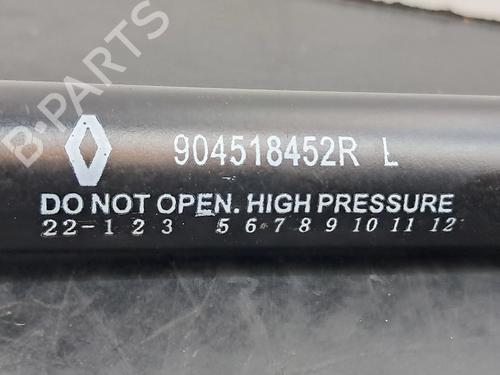 B-PARTS
904518452R L
DO NOT OPEN. HIGH PRESSURE
22-1 2 3 5 6 7 8 9 10 11 12